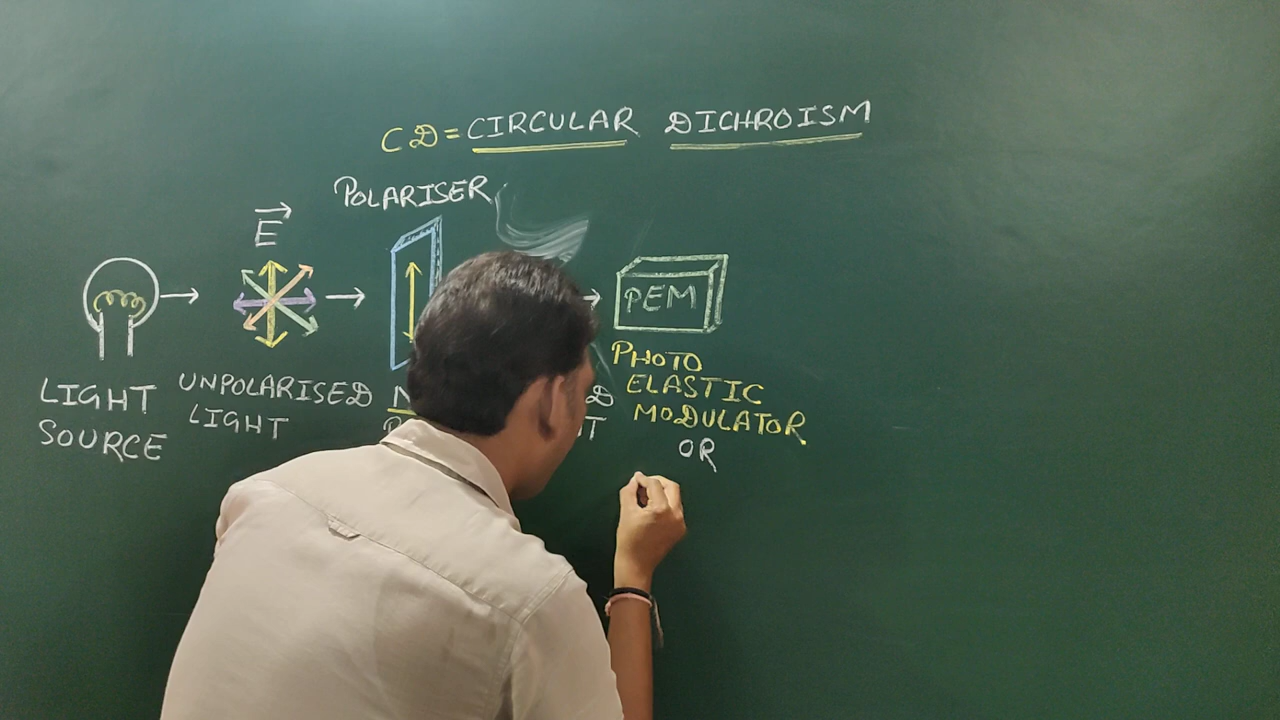 CD = CIRCULAR DICHROISM
POLARISER
E
PEM
LIGHT
SOURCE
UNPOLARISED
LIGHT
PHOTO
ELASTIC
MODULATOR
OR